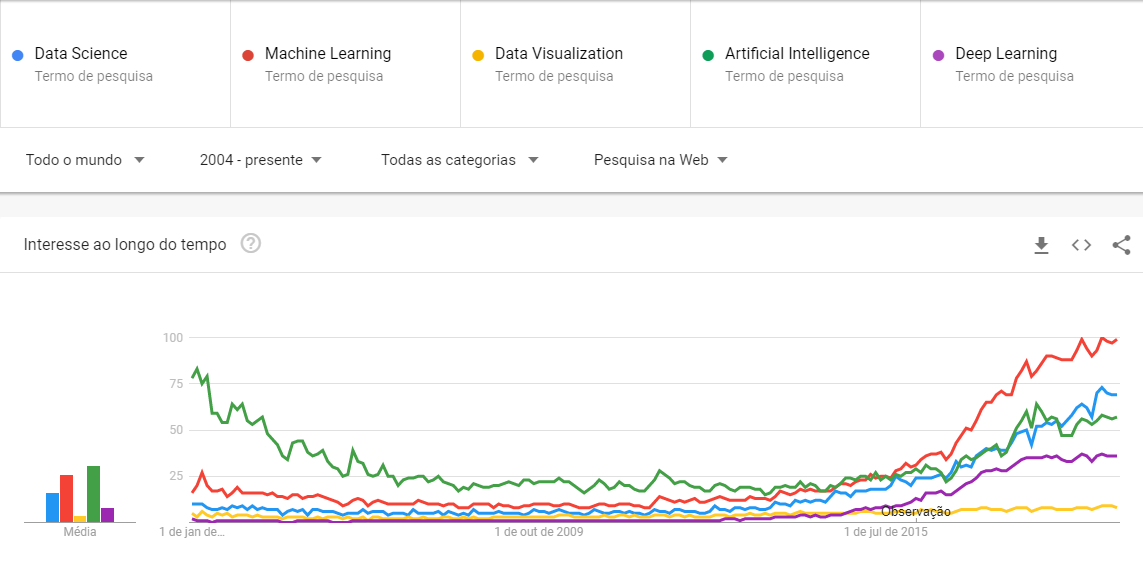 Data Science
Termo de pesquisa
Machine Learning
Termo de pesquisa
Data Visualization
Termo de pesquisa
Artificial Intelligence
Termo de pesquisa
Deep Learning
Termo de pesquisa
Todo o mundo
2004 - presente
Todas as categorias
Pesquisa na Web
Interesse ao longo do tempo ?
100
75
50
25
Observação
Média
1 de jan de...
1 de out de 2009
1 de jul de 2015